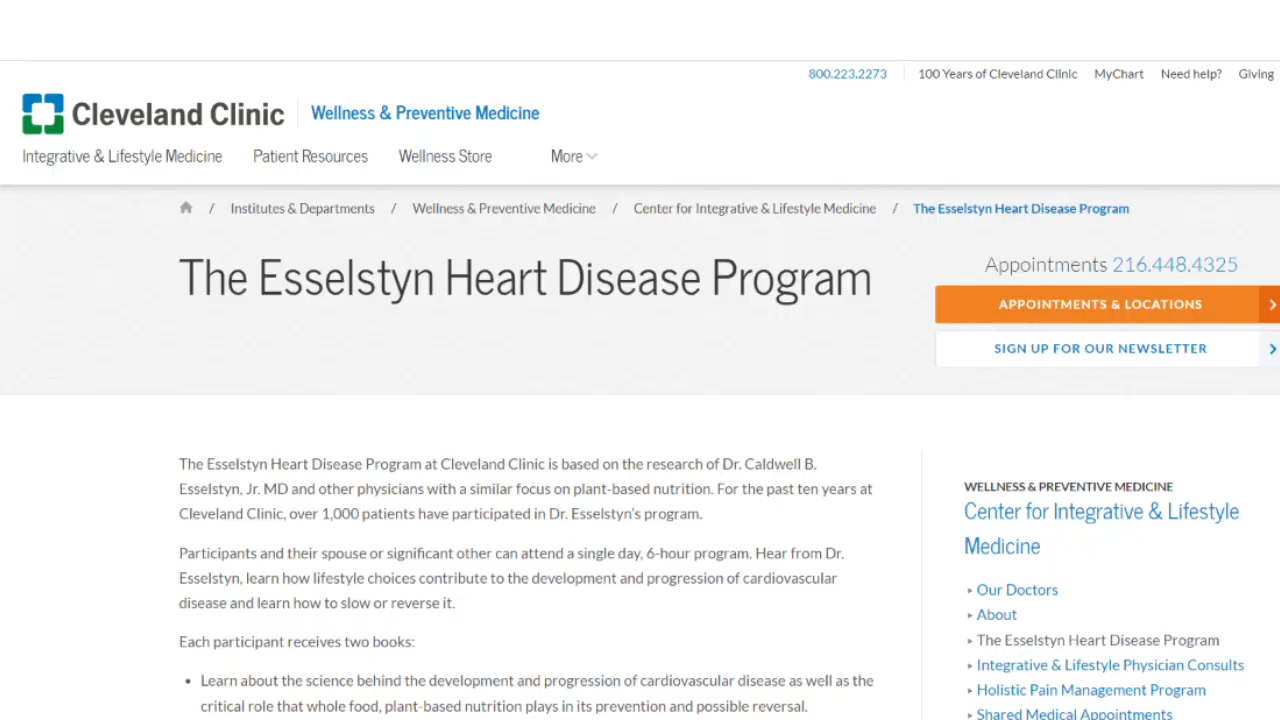 800.223.2273 100 Years of Cleveland Clinic MyChart Need help? Giving
Cleveland Clinic Wellness & Preventive Medicine
Integrative & Lifestyle Medicine Patient Resources Wellness Store More
/ Institutes & Departments / Wellness & Preventive Medicine / Center for Integrative & Lifestyle Medicine / The Esselstyn Heart Disease Program
The Esselstyn Heart Disease Program
Appointments 216.448.4325
APPOINTMENTS & LOCATIONS
SIGN UP FOR OUR NEWSLETTER
The Esselstyn Heart Disease Program at Cleveland Clinic is based on the research of Dr. Caldwell B.
Esselstyn, Jr. MD and other physicians with a similar focus on plant-based nutrition. For the past ten years at
Cleveland Clinic, over 1,000 patients have participated in Dr. Esselstyn's program.
Participants and their spouse or significant other can attend a single day, 6-hour program. Hear from Dr.
Esselstyn, learn how lifestyle choices contribute to the development and progression of cardiovascular
disease and learn how to slow or reverse it.
Each participant receives two books:
• Learn about the science behind the development and progression of cardiovascular disease as well as the
critical role that whole food, plant-based nutrition plays in its prevention and possible reversal.
WELLNESS & PREVENTIVE MEDICINE
Center for Integrative & Lifestyle
Medicine
Our Doctors
About
The Esselstyn Heart Disease Program
Integrative & Lifestyle Physician Consults
Holistic Pain Management Program
Shared Medical Appointments